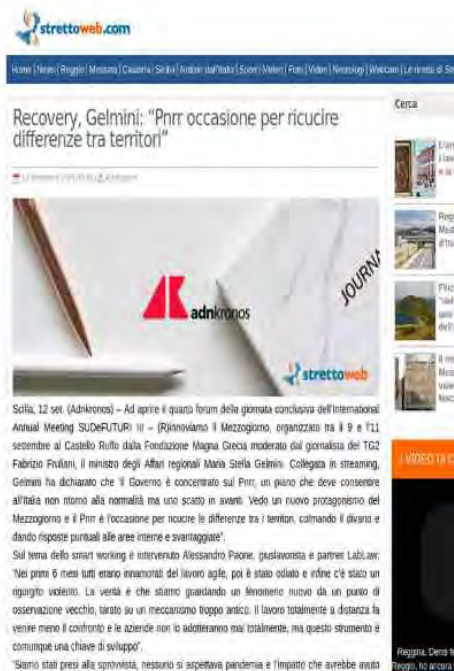 strettoweb.com
Home | News | Reggio | Messina | Calabria | Sicilia | Notizie dall'Italia | Sport | Meteo | Foto | Video | Necrologi | Webcam | Le ricette di
Cerca
Recovery, Gelmini: "Pnrr occasione per ricucire
differenze tra territori"
JOURNA
adnkronos
strettoweb
Scilla, 12 set. (Adnkronos) – Ad aprire il quarto forum della giornata conclusiva dell'International
Annual Meeting SUDeFUTURI III – (R)innoviamo il Mezzogiorno, organizzato tra il 9 e l'11
settembre al Castello Ruffo dalla Fondazione Magna Grecia moderato dal giornalista del TG2
Fabrizio Frullani, il ministro degli Affari regionali Maria Stella Gelmini. Collegata in streaming,
Gelmini ha dichiarato che "il Governo è concentrato sul Pnrr, un piano che deve consentire
all'Italia non ritorno alla normalità ma uno scatto in avanti. Vedo un nuovo protagonismo del
Mezzogiorno e il Pnrr è l'occasione per ricucire le differenze tra i territori, colmando il divario e
dando risposte puntuali alle aree interne e svantaggiate".
Sul tema dello smart working è intervenuto Alessandro Paone, giuslavorista e partner LabLaw:
"Nei primi 6 mesi tutti erano innamorati del lavoro agile, poi è stato odiato e infine c'è stato un
rigurgito violento. La verità è che stiamo guardando un fenomeno nuovo da un punto di
osservazione vecchio, tarato su un meccanismo troppo antico. Il lavoro totalmente a distanza fa
venire meno il confronto e le aziende non lo adotteranno mai totalmente, ma questo strumento è
comunque una chiave di sviluppo".
"Siamo stati presi alla sprovvista, nessuno si aspettava pandemia e l'impatto che avrebbe avuto
I VIDEO DI
Reggina, Denis
Reggio, ho ancora